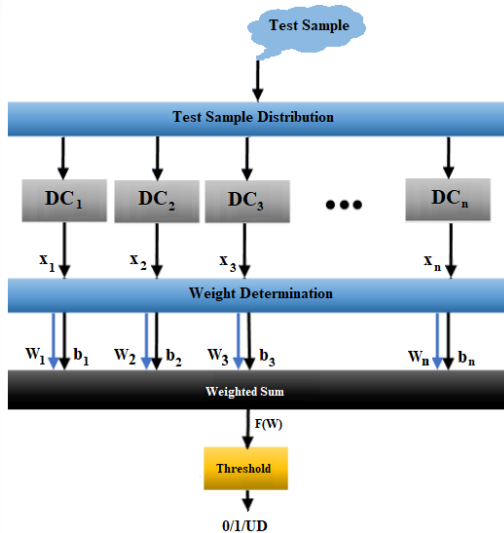 Test Sample
Test Sample Distribution
DC₁ DC₂ DC₃ ••• DCₙ
x₁ x₂ x₃ xₙ
Weight Determination
W₁ b₁ W₂ b₂ W₃ b₃ Wₙ bₙ
Weighted Sum
F(W)
Threshold
0/1/UD